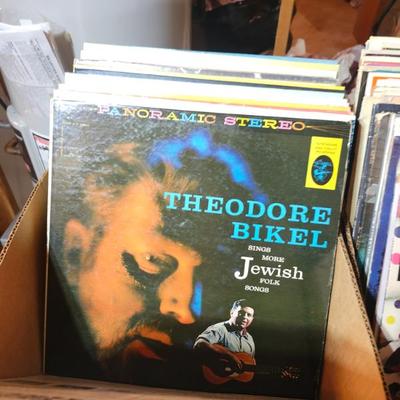 PANORAMIC STEREO
THEODORE
BIKEL
SINGS
MORE
Jewish
FOLK
SONGS